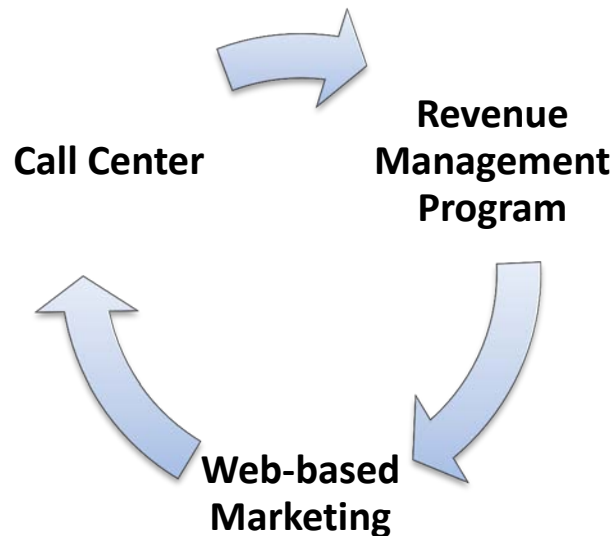 Call Center
Revenue
Management
Program
Web-based
Marketing